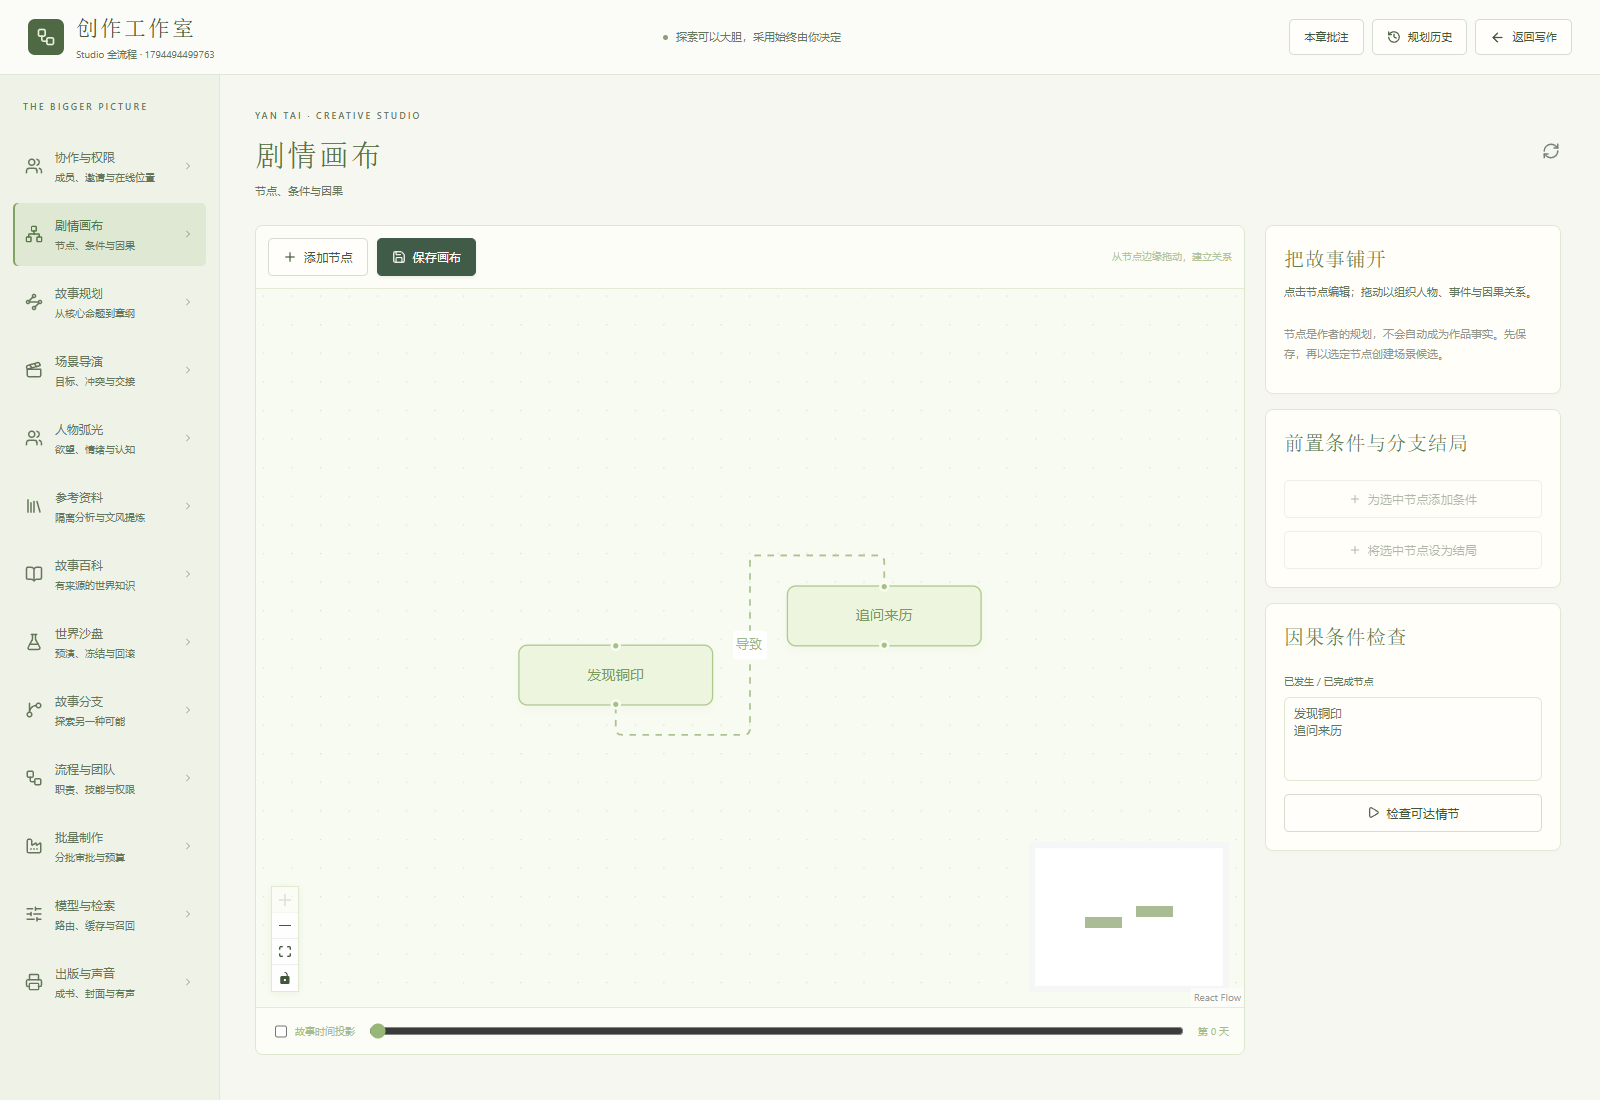 创作工作室
Studio 全流程 · 1794494499763
探索可以大胆，采用始终由你决定
本章批注
规划历史
返回写作
THE BIGGER PICTURE
协作与权限
成员、邀请与在线位置
剧情画布
节点、条件与因果
故事规划
从核心命题到章纲
场景导演
目标、冲突与交接
人物弧光
欲望、情绪与认知
参考资料
隔离分析与文风提炼
故事百科
有来源的世界知识
世界沙盘
预演、冻结与回滚
故事分支
探索另一种可能
流程与团队
职责、技能与权限
批量制作
分批审批与预算
模型与检索
路由、缓存与召回
出版与声音
成书、封面与有声
YAN TAI · CREATIVE STUDIO
剧情画布
节点、条件与因果
添加节点
保存画布
从节点边缘拖动，建立关系
追问来历
导致
发现铜印
React Flow
故事时间投影
第 0 天
把故事铺开
点击节点编辑；拖动以组织人物、事件与因果关系。
节点是作者的规划，不会自动成为作品事实。先保
存，再以选定节点创建场景候选。
前置条件与分支结局
为选中节点添加条件
将选中节点设为结局
因果条件检查
已发生 / 已完成节点
发现铜印
追问来历
检查可达情节